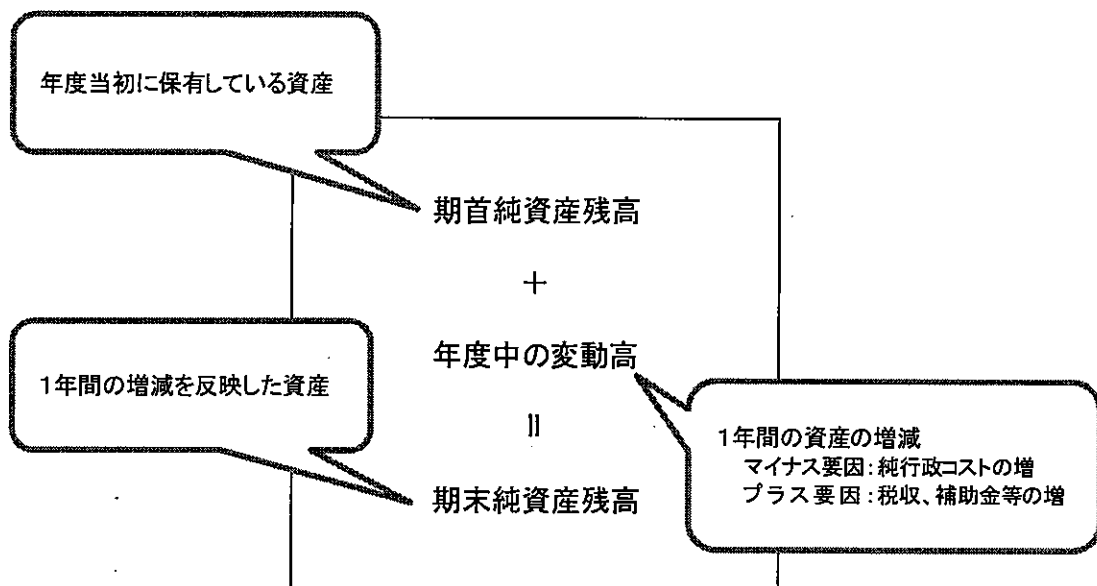 年度当初に保有している資産
期首純資産残高
+
年度中の変動高
1年間の増減を反映した資産
||
1年間の資産の増減
マイナス要因:純行政コストの増
プラス要因:税収、補助金等の増
期末純資産残高